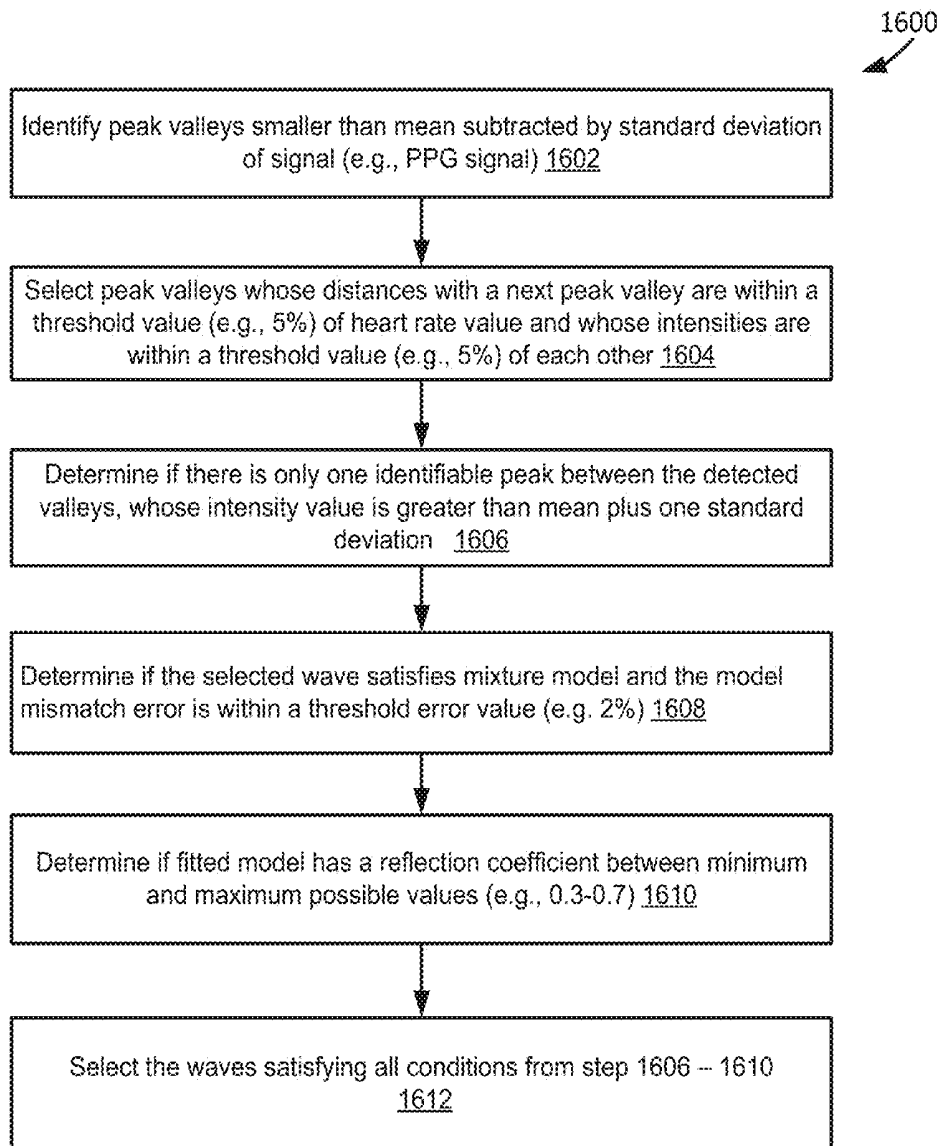 1600
Identify peak valleys smaller than mean subtracted by standard deviation
of signal (e.g., PPG signal) 1602
Select peak valleys whose distances with a next peak valley are within a
threshold value (e.g., 5%) of heart rate value and whose intensities are
within a threshold value (e.g., 5%) of each other 1604
Determine if there is only one identifiable peak between the detected
valleys, whose intensity value is greater than mean plus one standard
deviation 1606
Determine if the selected wave satisfies mixture model and the model
mismatch error is within a threshold error value (e.g. 2%) 1608
Determine if fitted model has a reflection coefficient between minimum
and maximum possible values (e.g., 0.3-0.7) 1610
Select the waves satisfying all conditions from step 1606 – 1610
1612